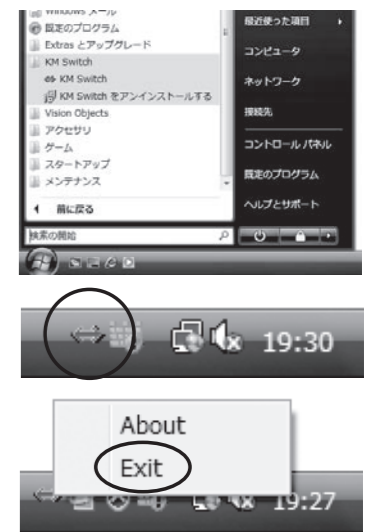 Windows メール
既定のプログラム
Extras とアップグレード
KM Switch
KM Switch
KM Switch をアンインストールする
Vision Objects
アクセサリ
ゲーム
スタートアップ
メンテナンス
前に戻る
検索の開始
最近使った項目
コンピュータ
ネットワーク
接続先
コントロール パネル
既定のプログラム
ヘルプとサポート
19:30
About
Exit
19:27